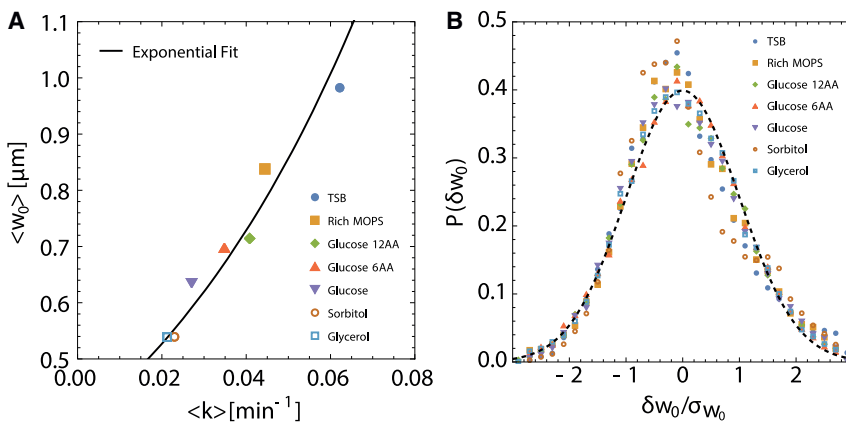 A
Exponential Fit
1.1
1.0
0.9
0.8
0.7
0.6
0.5
<w₀> [μm]
TSB
Rich MOPS
Glucose 12AA
Glucose 6AA
Glucose
Sorbitol
Glycerol
0.00 0.02 0.04 0.06 0.08
<k> [min⁻¹]
B
0.5
0.4
0.3
0.2
0.1
0.0
P(δw₀)
TSB
Rich MOPS
Glucose 12AA
Glucose 6AA
Glucose
Sorbitol
Glycerol
-2 -1 0 1 2
δw₀/σw₀